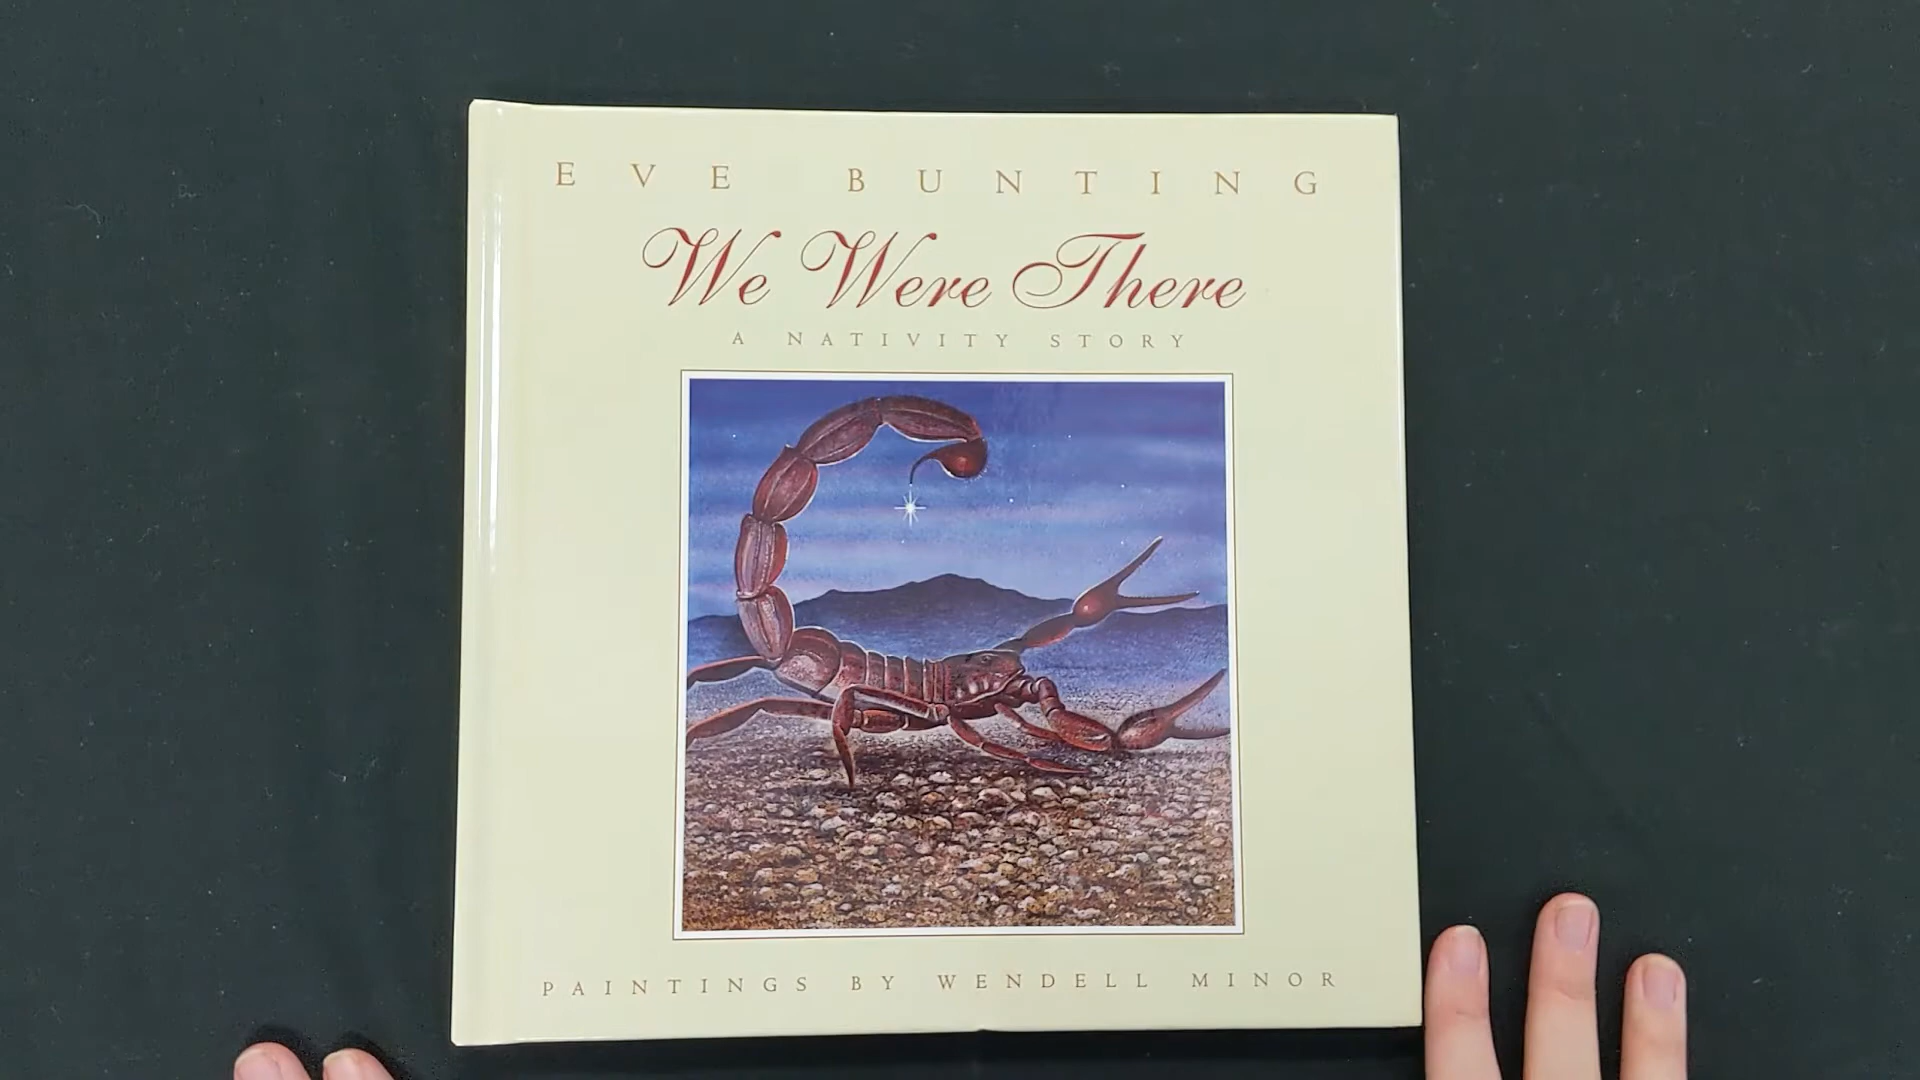 EVE BUNTING
We Were There
A NATIVITY STORY
PAINTINGS BY WENDELL MINOR